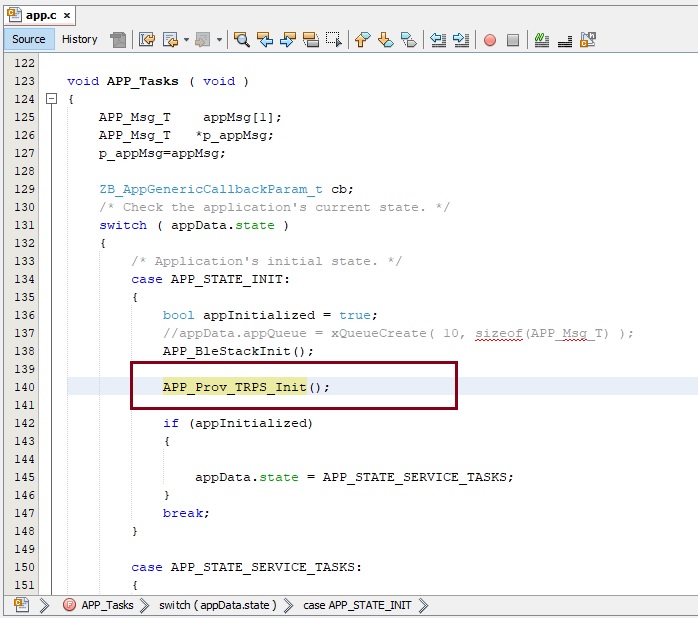 app.c ×
Source History
122
123 void APP_Tasks ( void )
124 {
125 APP_Msg_T appMsg[1];
126 APP_Msg_T *p_appMsg;
127 p_appMsg=appMsg;
128
129 ZB_AppGenericCallbackParam_t cb;
130 /* Check the application's current state. */
131 switch ( appData.state )
132 {
133 /* Application's initial state. */
134 case APP_STATE_INIT:
135 {
136 bool appInitialized = true;
137 //appData.appQueue = xQueueCreate( 10, sizeof(APP_Msg_T) );
138 APP_BleStackInit();
139
140 APP_Prov_TRPS_Init();
141
142 if (appInitialized)
143 {
144
145 appData.state = APP_STATE_SERVICE_TASKS;
146 }
147 break;
148 }
149
150 case APP_STATE_SERVICE_TASKS:
151 {
APP_Tasks switch ( appData.state ) case APP_STATE_INIT